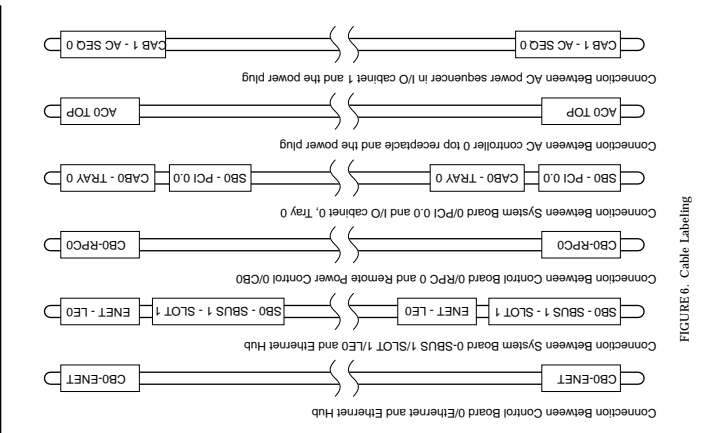 Connection Between Control Board 0/Ethernet and Ethernet Hub
CB0-ENET CB0-ENET
Connection Between System Board 0-SBUS 1/SLOT 1/LE0 and Ethernet Hub
SB0 - SBUS 1 - SLOT 1 ENET - LE0 SB0 - SBUS 1 - SLOT 1 ENET - LE0
Connection Between Control Board 0/RPC 0 and Remote Power Control 0/CB0
CB0-RPC0 CB0-RPC0
Connection Between System Board 0/PCI 0.0 and I/O cabinet 0, Tray 0
SB0 - PCI 0.0 CAB0 - TRAY 0 SB0 - PCI 0.0 CAB0 - TRAY 0
Connection Between AC controller 0 top receptacle and the power plug
AC0 TOP AC0 TOP
Connection Between AC power sequencer in I/O cabinet 1 and the power plug
CAB 1 - AC SEQ 0 CAB 1 - AC SEQ 0
FIGURE 6. Cable Labeling